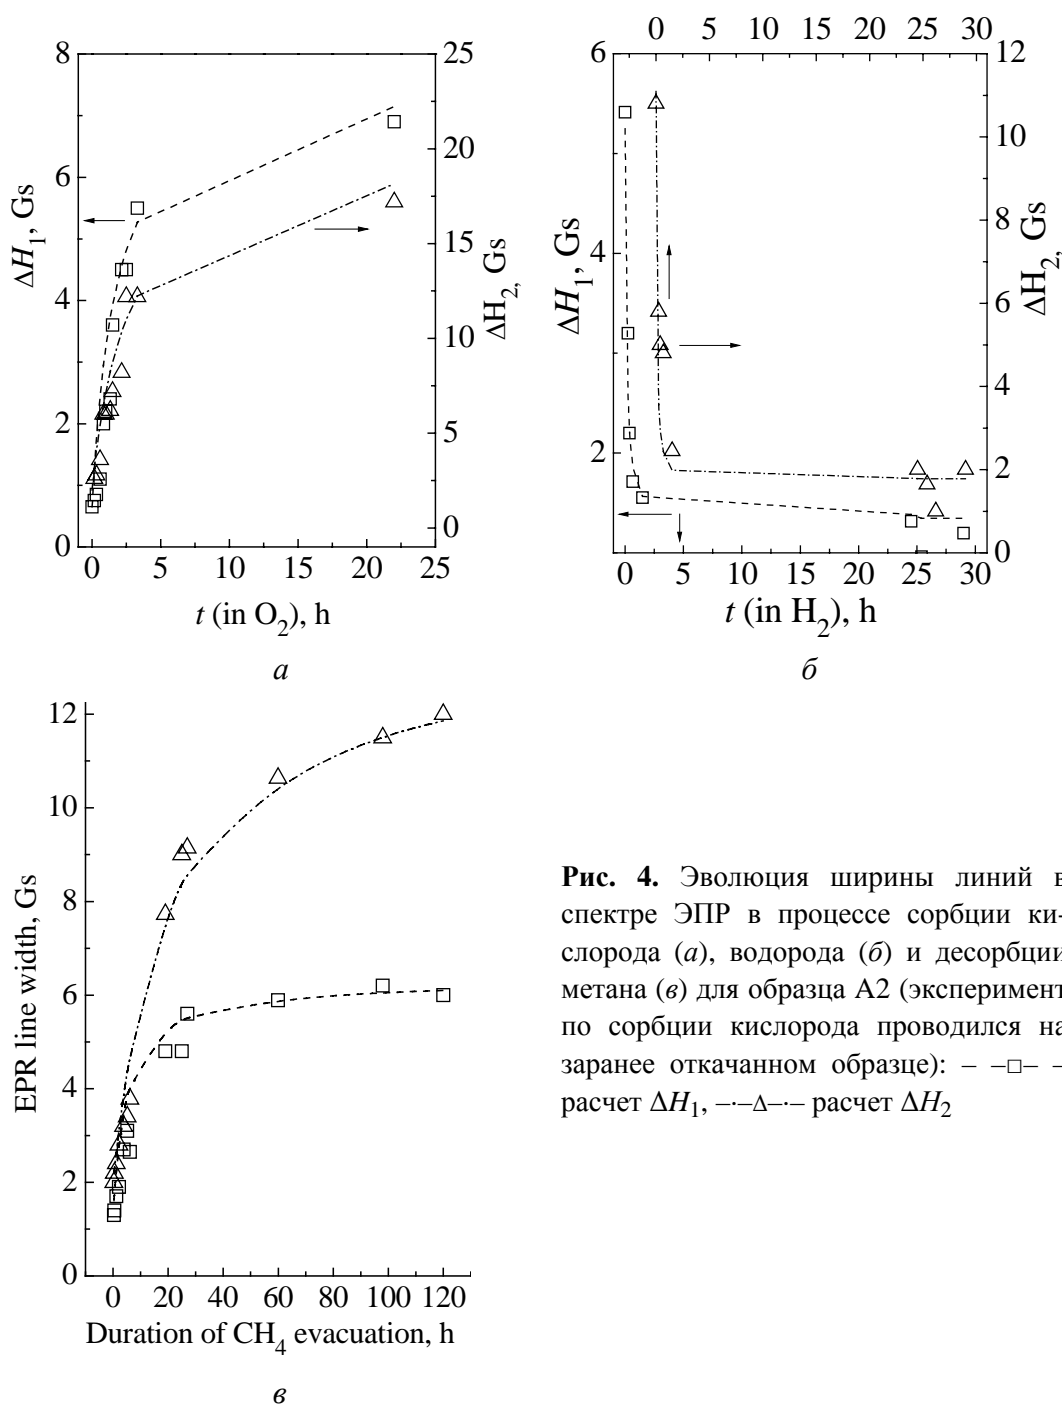 0 5 10 15 20 25 30
8
6
4
2
0
25
20
15
10
5
0
ΔH₁, Gs
ΔH₂, Gs
0 5 10 15 20 25
t (in O₂), h
а
6
4
2
12
10
8
6
4
2
0
ΔH₁, Gs
ΔH₂, Gs
0 5 10 15 20 25 30
t (in H₂), h
б
12
10
8
6
4
2
0
EPR line width, Gs
0 20 40 60 80 100 120
Duration of CH₄ evacuation, h
в
Рис. 4. Эволюция ширины линий в
спектре ЭПР в процессе сорбции ки-
слорода (а), водорода (б) и десорбции
метана (в) для образца А2 (эксперимент
по сорбции кислорода проводился на
заранее откачанном образце): – –□– –
расчет ΔH₁, –·–Δ–·– расчет ΔH₂